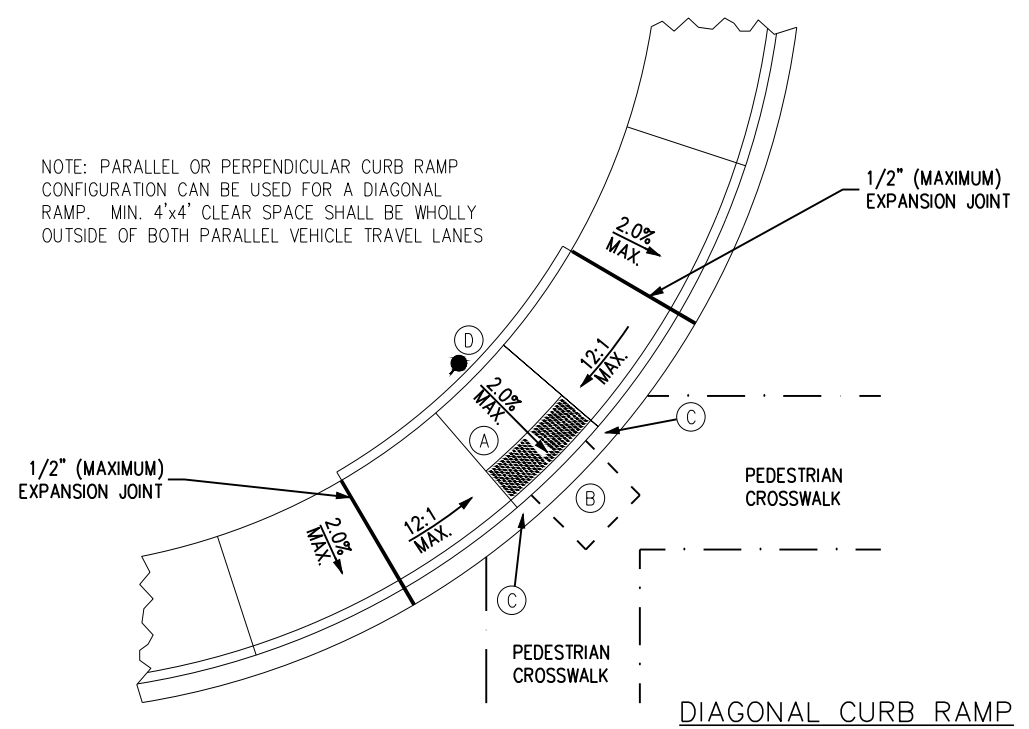 NOTE: PARALLEL OR PERPENDICULAR CURB RAMP
CONFIGURATION CAN BE USED FOR A DIAGONAL
RAMP. MIN. 4'x4' CLEAR SPACE SHALL BE WHOLLY
OUTSIDE OF BOTH PARALLEL VEHICLE TRAVEL LANES
1/2" (MAXIMUM)
EXPANSION JOINT
2.0%
MAX.
D
12:1
MAX.
2.0%
MAX.
C
A
1/2" (MAXIMUM)
EXPANSION JOINT
PEDESTRIAN
CROSSWALK
B
12:1
MAX.
2.0%
MAX.
C
PEDESTRIAN
CROSSWALK
DIAGONAL CURB RAMP